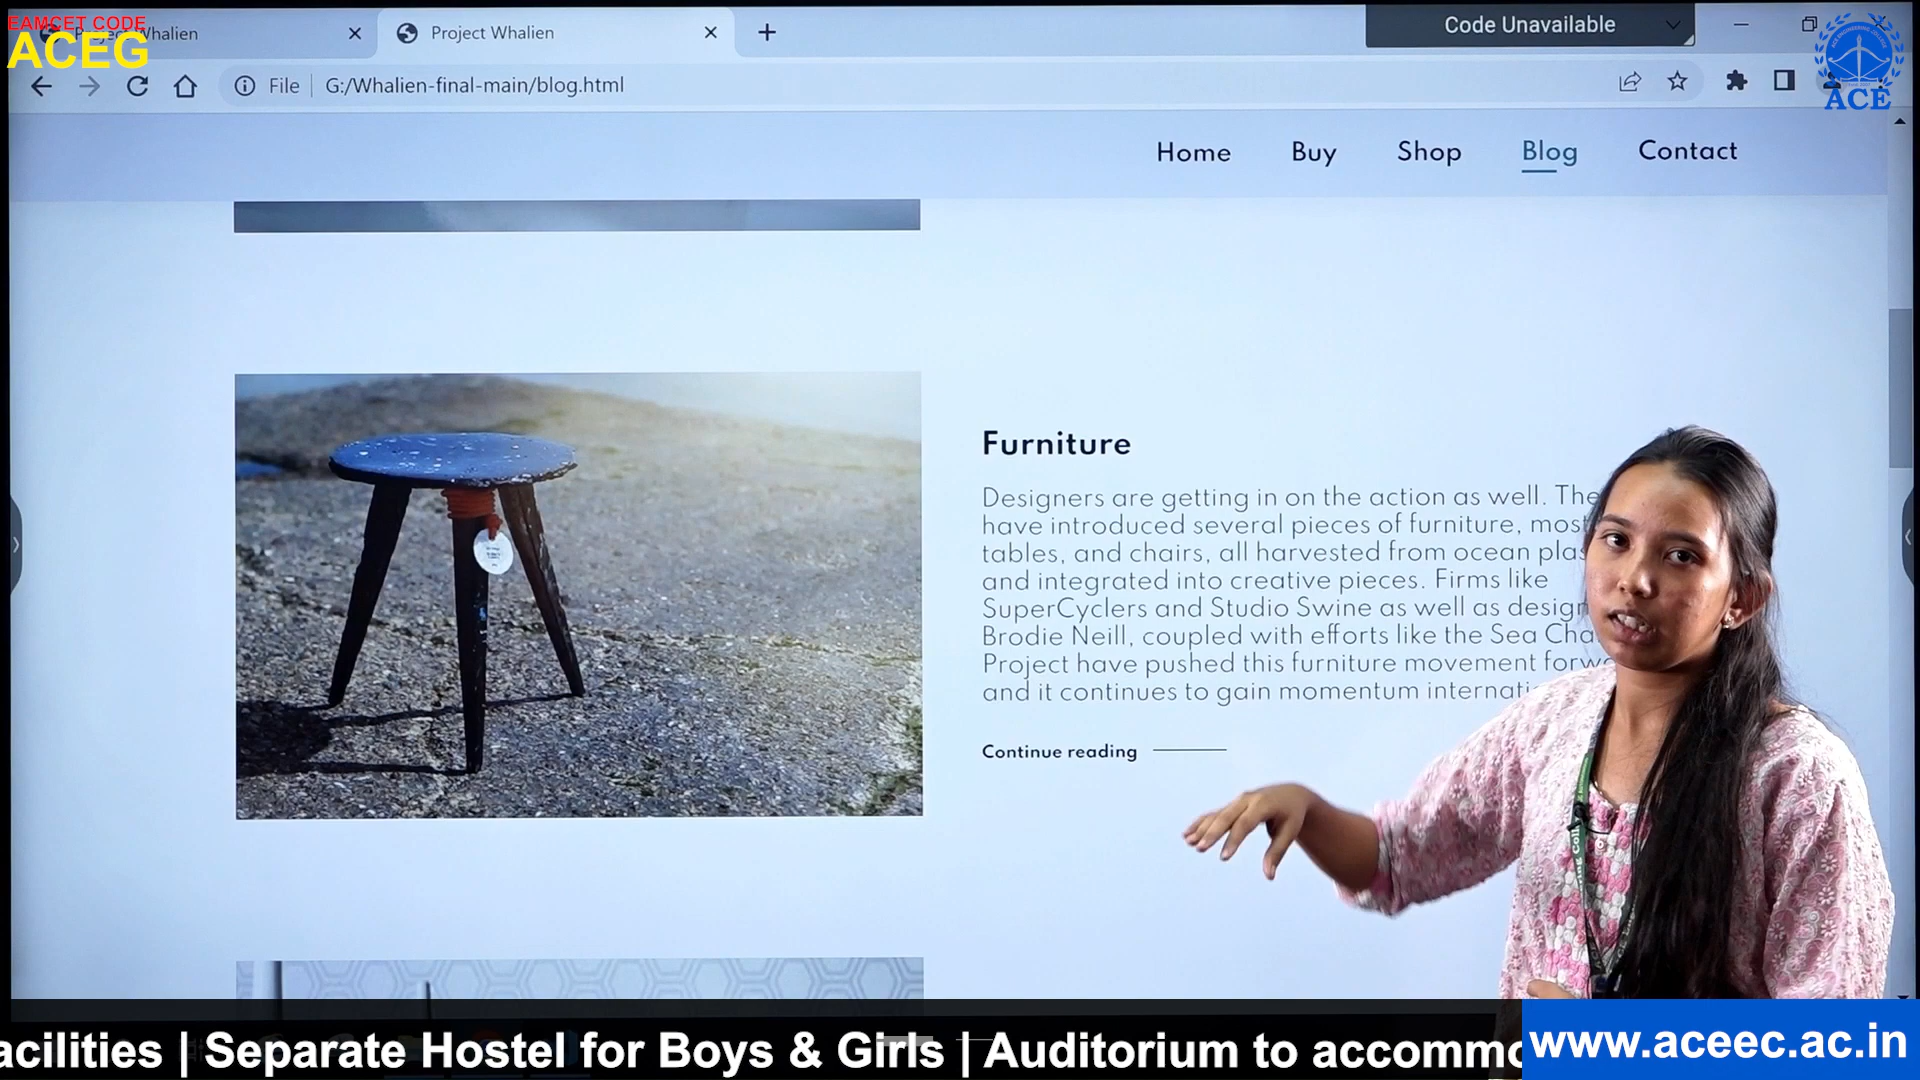 EAMCET CODE
ACEG
Project Whalien
Project Whalien
Code Unavailable
File
G:/Whalien-final-main/blog.html
ACE
Home
Buy
Shop
Blog
Contact
Furniture
Designers are getting in on the action as well. The
have introduced several pieces of furniture, most
tables, and chairs, all harvested from ocean plas
and integrated into creative pieces. Firms like
SuperCyclers and Studio Swine as well as design
Brodie Neill, coupled with efforts like the Sea Cha
Project have pushed this furniture movement forw
and it continues to gain momentum internati
Continue reading
acilities | Separate Hostel for Boys & Girls | Auditorium to accommo
www.aceec.ac.in